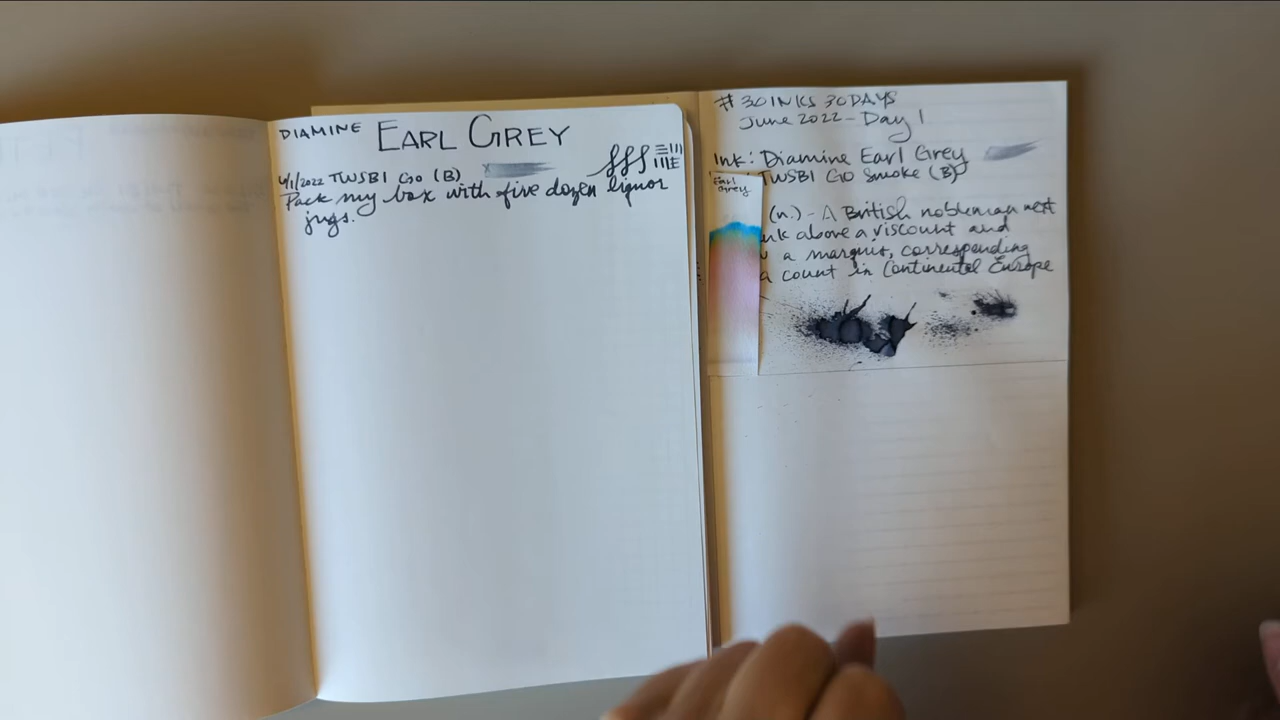 DIAMINE EARL GREY
6/1/2022 TWSBI GO (B)
Pack my box with five dozen liquor
jugs.
# 30INKS 30DAYS
June 2022 - Day 1
Ink: Diamine Earl Grey
TWSBI GO Smoke (B)
Earl
Grey
(n.) - A British nobleman next
above a viscount and
a marquis, corresponding
a count in Continental Europe